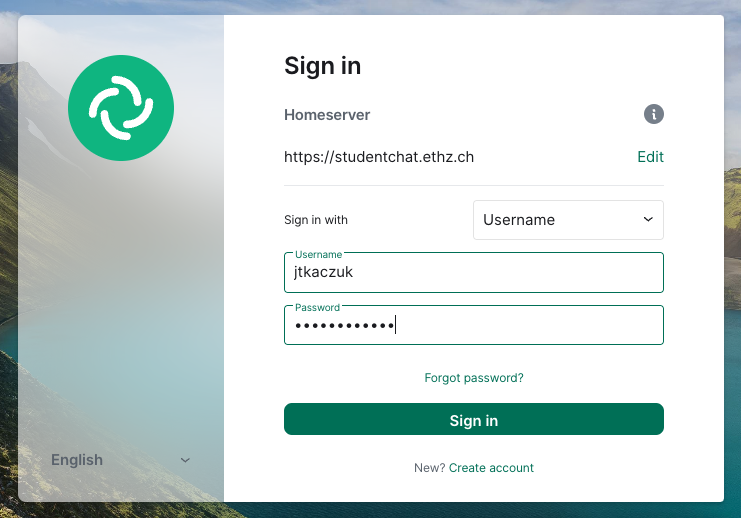 Sign in
Homeserver
https://studentchat.ethz.ch Edit
Sign in with Username
Username
jtkaczuk
Password
••••••••••••
Forgot password?
Sign in
New? Create account
English